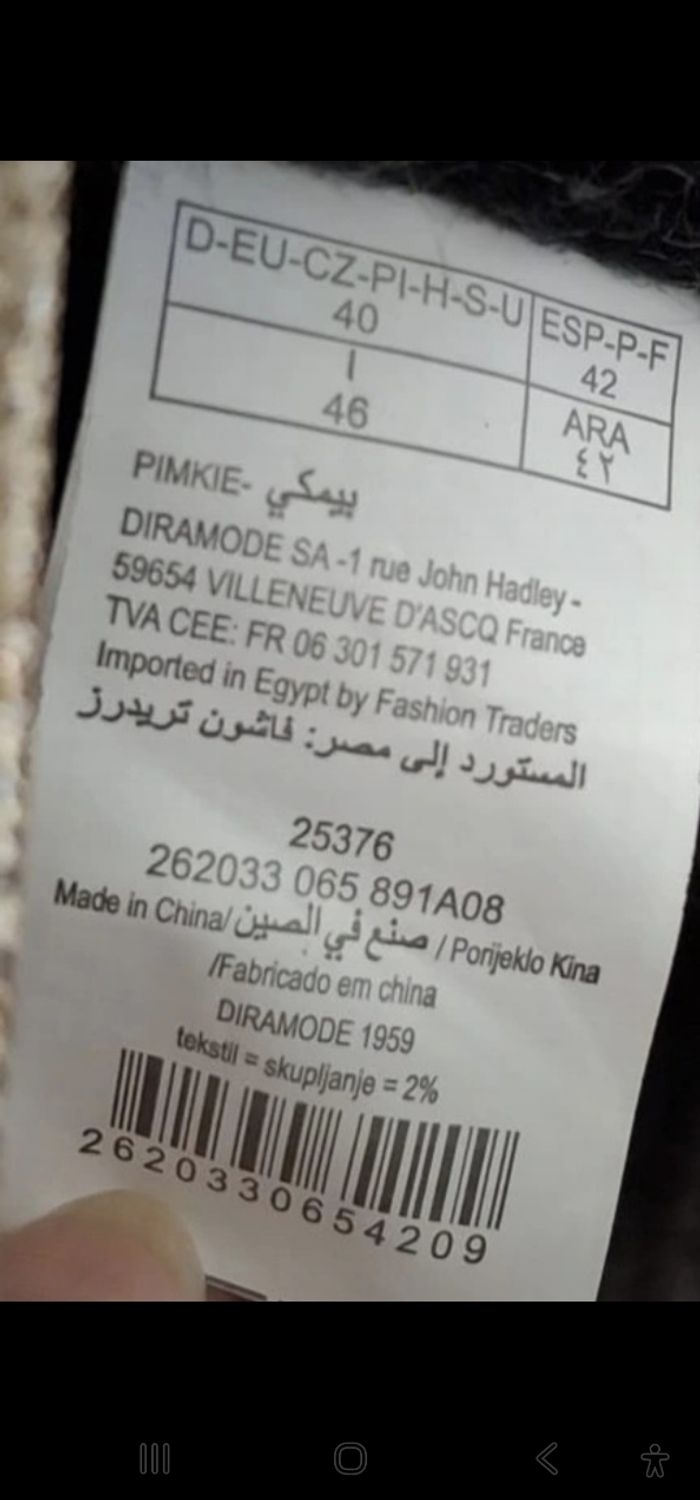 D-EU-CZ-PI-H-S-U
40
ESP-P-F
42
I
46
ARA
٤٢
PIMKIE- بيمكي
DIRAMODE SA -1 rue John Hadley -
59654 VILLENEUVE D'ASCQ France
TVA CEE: FR 06 301 571 931
Imported in Egypt by Fashion Traders
المستورد إلى مصر: فاشون تريدرز
25376
262033 065 891A08
Made in China/ صنع في الصين / Porijeklo Kina
/Fabricado em china
DIRAMODE 1959
tekstil = skupljanje = 2%
2620330654209